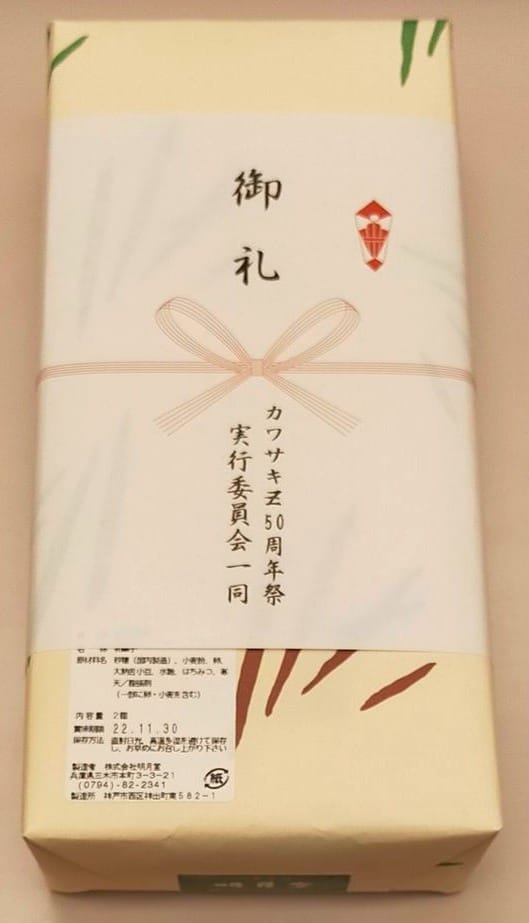 御礼
カワサキZ50周年祭
実行委員会一同
原材料名 砂糖（国内製造）、小麦粉、卵、
大納言小豆、水飴、はちみつ、寒
天／膨張剤
（一部に卵・小麦を含む）
内容量 2個
賞味期限 22.11.30
保存方法 直射日光、高温多湿を避けて保存
し、お早めにお召し上がり下さい
製造者 株式会社明月堂
兵庫県三木市本町3-3-21
(0794)-82-2341
製造所 神戸市西区神出町東582-1
紙